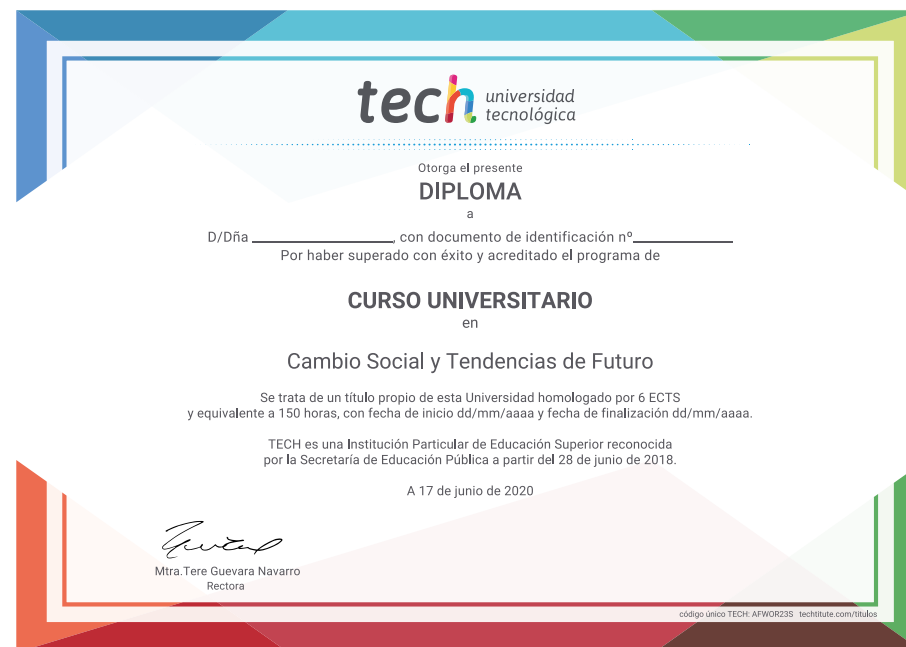 tech universidad
tecnológica
Otorga el presente
DIPLOMA
a
D/Dña ____________________, con documento de identificación nº______________
Por haber superado con éxito y acreditado el programa de
CURSO UNIVERSITARIO
en
Cambio Social y Tendencias de Futuro
Se trata de un título propio de esta Universidad homologado por 6 ECTS
y equivalente a 150 horas, con fecha de inicio dd/mm/aaaa y fecha de finalización dd/mm/aaaa.
TECH es una Institución Particular de Educación Superior reconocida
por la Secretaría de Educación Pública a partir del 28 de junio de 2018.
A 17 de junio de 2020
Mtra.Tere Guevara Navarro
Rectora
código único TECH: AFWOR23S techtitute.com/titulos